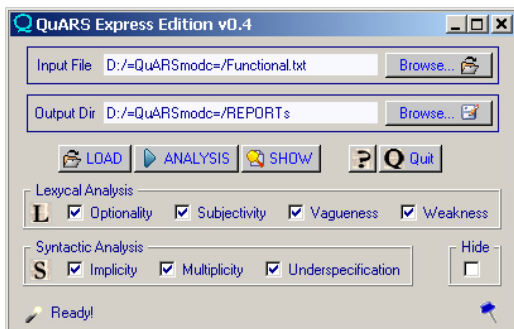 QuARS Express Edition v0.4
Input File D:/=QuARSmodc=/Functional.txt Browse...
Output Dir D:/=QuARSmodc=/REPORTs Browse...
LOAD ANALYSIS SHOW ? Q Quit
Lexycal Analysis
L Optionality Subjectivity Vagueness Weakness
Syntactic Analysis Hide
S Implicity Multiplicity Underspecification
Ready!